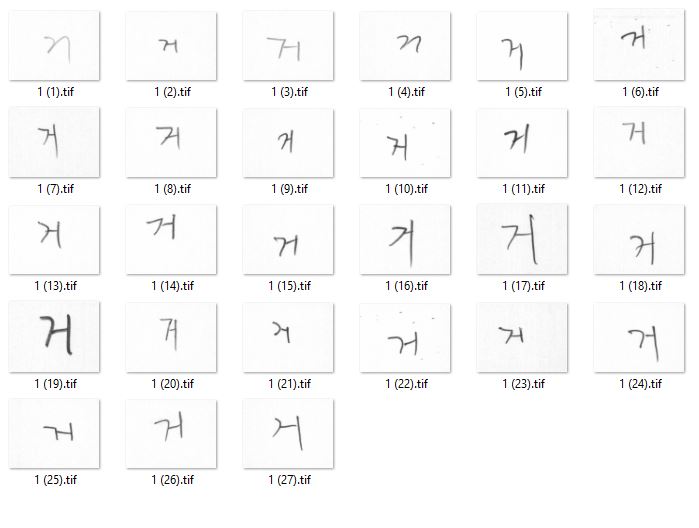 거 거 거 거 거 거
1 (1).tif 1 (2).tif 1 (3).tif 1 (4).tif 1 (5).tif 1 (6).tif
거 거 거 거 거 거
1 (7).tif 1 (8).tif 1 (9).tif 1 (10).tif 1 (11).tif 1 (12).tif
거 거 거 거 거 거
1 (13).tif 1 (14).tif 1 (15).tif 1 (16).tif 1 (17).tif 1 (18).tif
거 거 거 거 거 거
1 (19).tif 1 (20).tif 1 (21).tif 1 (22).tif 1 (23).tif 1 (24).tif
거 거 거
1 (25).tif 1 (26).tif 1 (27).tif